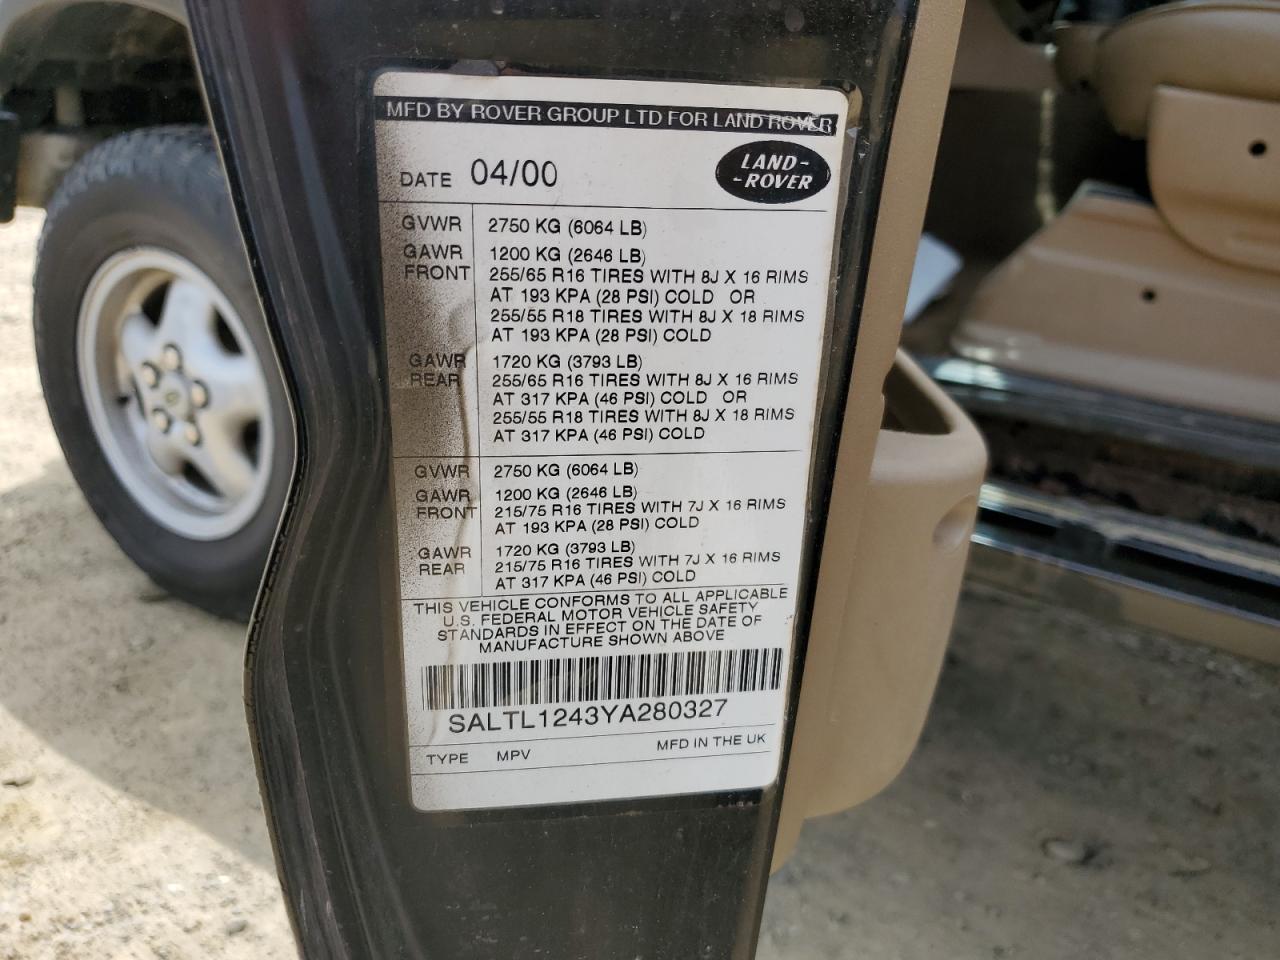 MFD BY ROVER GROUP LTD FOR LAND ROVER
DATE 04/00
LAND-
-ROVER
GVWR 2750 KG (6064 LB)
GAWR 1200 KG (2646 LB)
FRONT 255/65 R16 TIRES WITH 8J X 16 RIMS
AT 193 KPA (28 PSI) COLD OR
255/55 R18 TIRES WITH 8J X 18 RIMS
AT 193 KPA (28 PSI) COLD
GAWR 1720 KG (3793 LB)
REAR 255/65 R16 TIRES WITH 8J X 16 RIMS
AT 317 KPA (46 PSI) COLD OR
255/55 R18 TIRES WITH 8J X 18 RIMS
AT 317 KPA (46 PSI) COLD
GVWR 2750 KG (6064 LB)
GAWR 1200 KG (2646 LB)
FRONT 215/75 R16 TIRES WITH 7J X 16 RIMS
AT 193 KPA (28 PSI) COLD
GAWR 1720 KG (3793 LB)
REAR 215/75 R16 TIRES WITH 7J X 16 RIMS
AT 317 KPA (46 PSI) COLD
THIS VEHICLE CONFORMS TO ALL APPLICABLE
U.S. FEDERAL MOTOR VEHICLE SAFETY
STANDARDS IN EFFECT ON THE DATE OF
MANUFACTURE SHOWN ABOVE
SALTL1243YA280327
TYPE MPV MFD IN THE UK